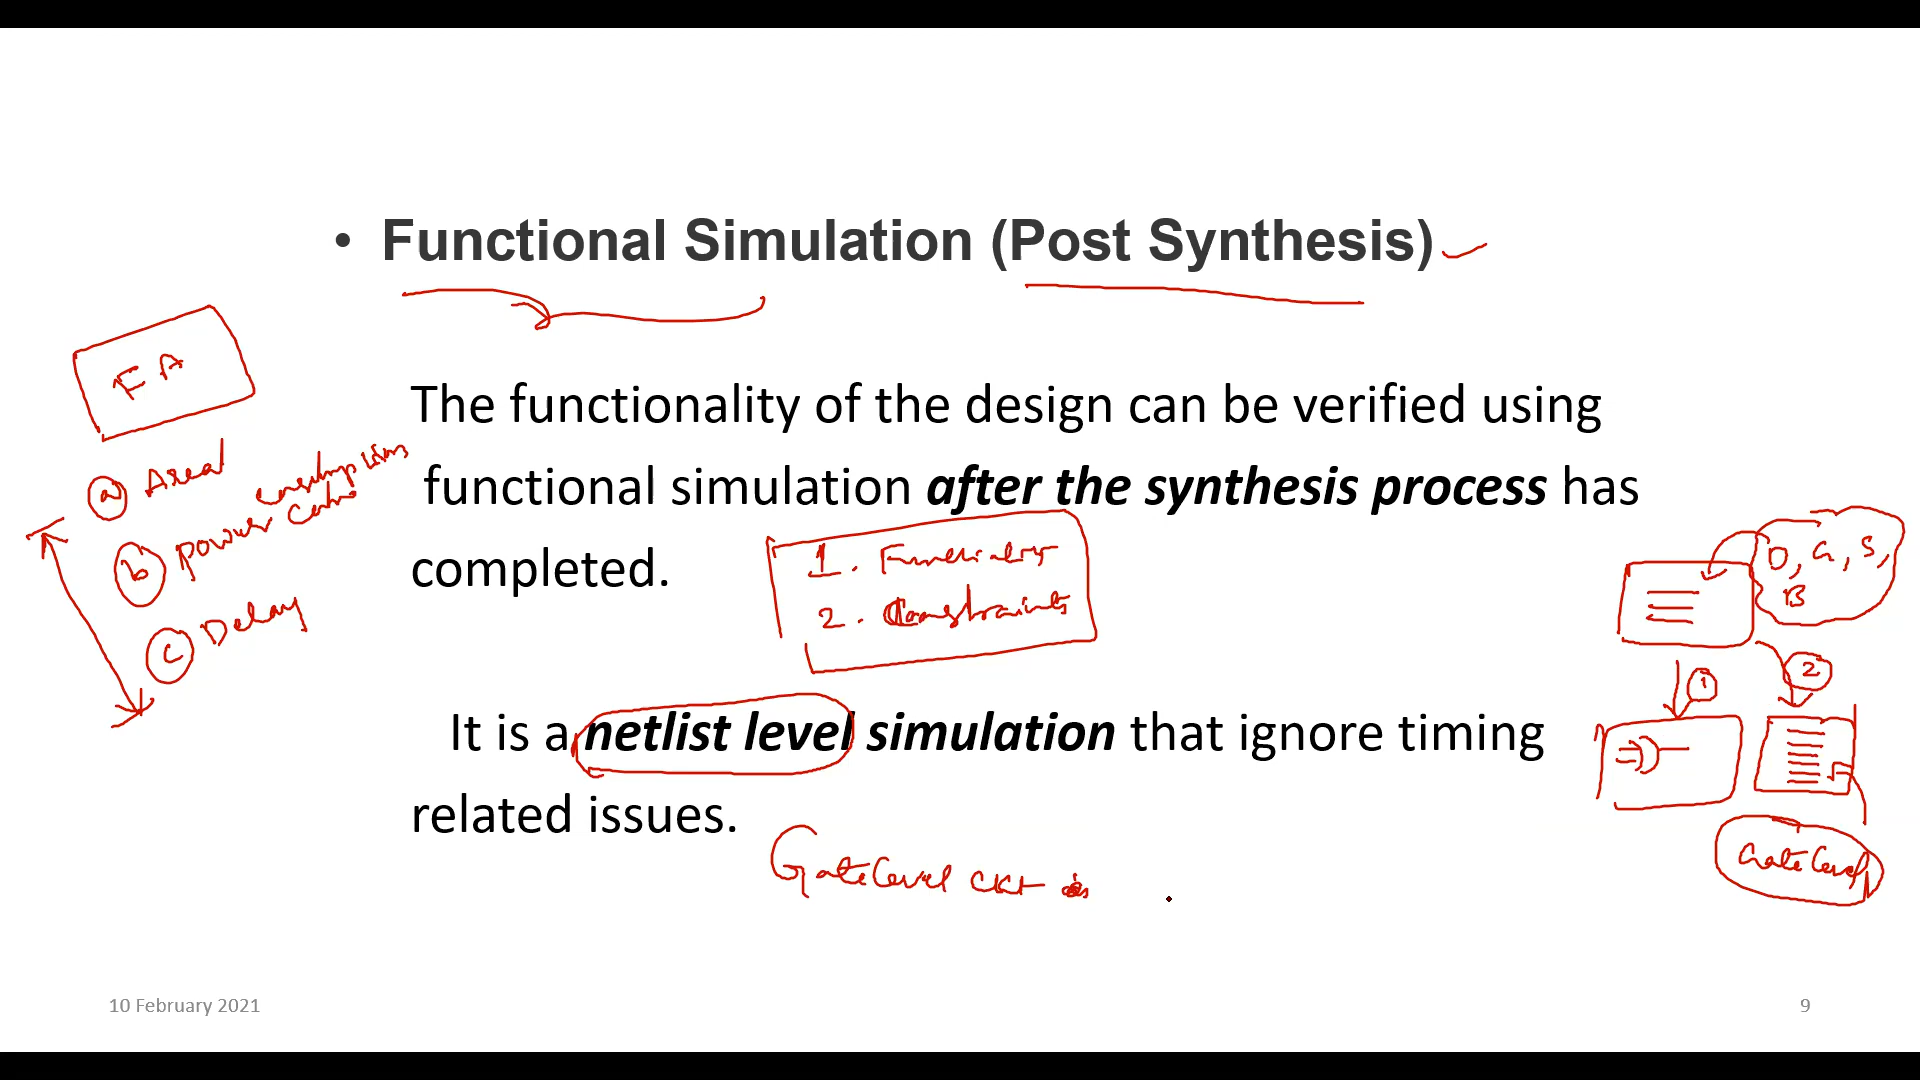 • Functional Simulation (Post Synthesis)
FA
The functionality of the design can be verified using
functional simulation after the synthesis process has
completed.
a Area
b power consumptions
c Delay
1. Functionality
2. Constraints
D, G, S,
B
1
2
It is a netlist level simulation that ignore timing
related issues.
Gate Level ckt is
Gate Level
10 February 2021
9